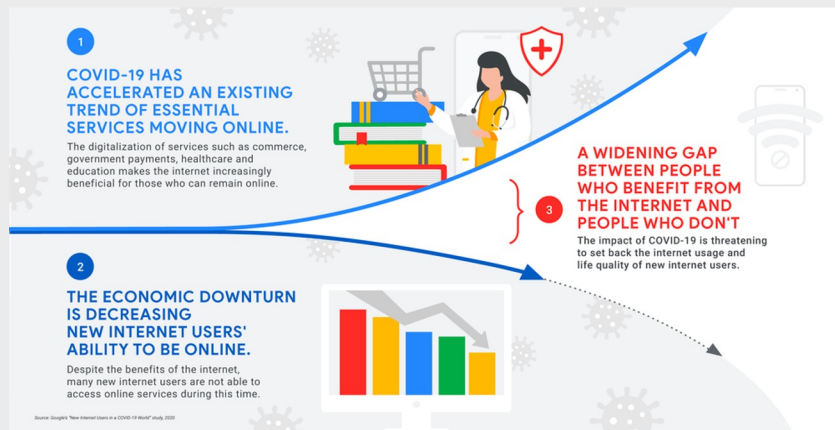 1
COVID-19 HAS
ACCELERATED AN EXISTING
TREND OF ESSENTIAL
SERVICES MOVING ONLINE.
The digitalization of services such as commerce,
government payments, healthcare and
education makes the internet increasingly
beneficial for those who can remain online.
2
THE ECONOMIC DOWNTURN
IS DECREASING
NEW INTERNET USERS'
ABILITY TO BE ONLINE.
Despite the benefits of the internet,
many new internet users are not able to
access online services during this time.
3
A WIDENING GAP
BETWEEN PEOPLE
WHO BENEFIT FROM
THE INTERNET AND
PEOPLE WHO DON'T
The impact of COVID-19 is threatening
to set back the internet usage and
life quality of new internet users.
Source: Google's "New Internet Users in a COVID-19 World" study, 2020